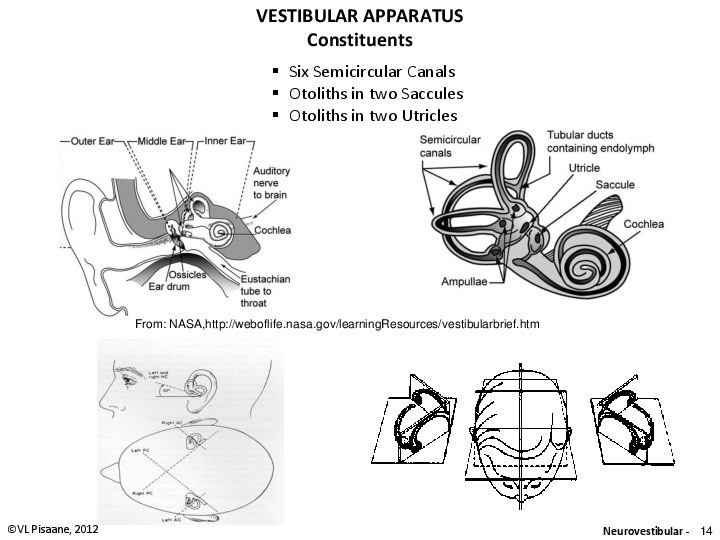 VESTIBULAR APPARATUS
Constituents
▪ Six Semicircular Canals
▪ Otoliths in two Saccules
▪ Otoliths in two Utricles
Outer Ear
Middle Ear
Inner Ear
Auditory
nerve
to brain
Cochlea
Ossicles
Ear drum
Eustachian
tube to
throat
Semicircular
canals
Tubular ducts
containing endolymph
Utricle
Saccule
Cochlea
Ampullae
From: NASA,http://weboflife.nasa.gov/learningResources/vestibularbrief.htm
Left and
right HC
30°
Right AC
Left PC
Right PC
Left AC
©VL Pisaane, 2012
Neurovestibular - 14